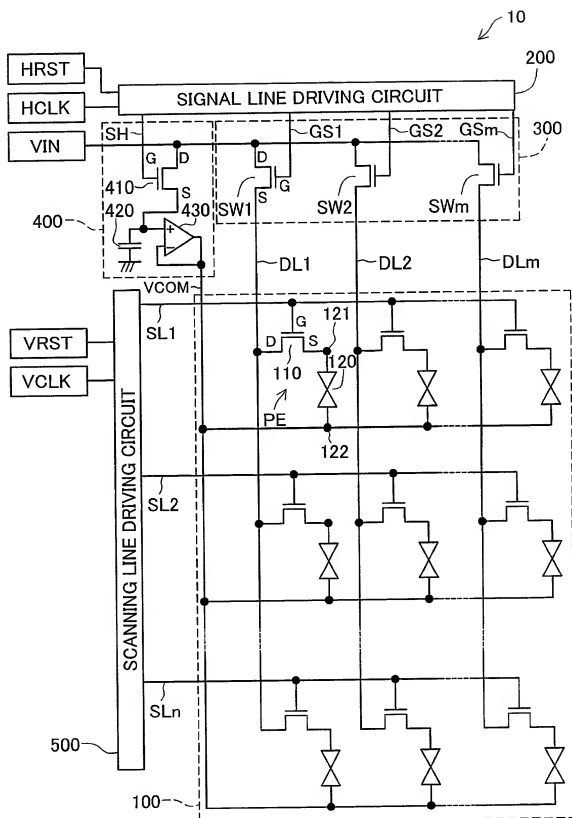 10
HRST
200
SIGNAL LINE DRIVING CIRCUIT
HCLK
SH
GS1
GS2
GSm
VIN
300
G
D
D
410
S
SW1
S
G
SW2
SWm
400
420
+
-
430
DL1
DL2
DLm
VCOM
SL1
VRST
G
D
S
121
110
120
VCLK
PE
122
SL2
SCANNING LINE DRIVING CIRCUIT
SLn
500
100